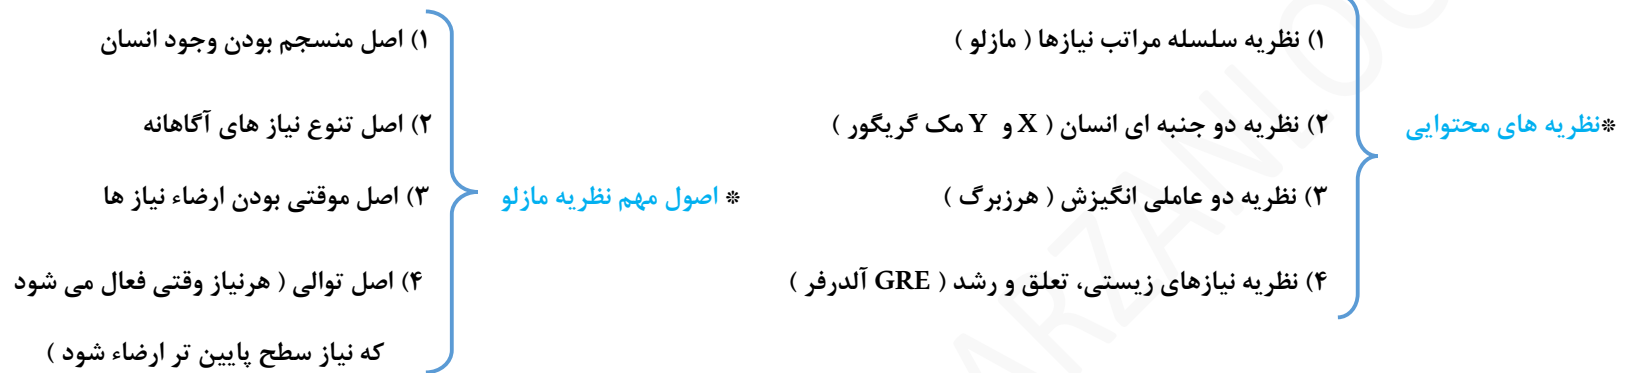 *نظریه های محتوایی
۱) نظریه سلسله مراتب نیازها ( مازلو )
۲) نظریه دو جنبه ای انسان ( X و Y مک گریگور )
۳) نظریه دو عاملی انگیزش ( هرزبرگ )
۴) نظریه نیازهای زیستی، تعلق و رشد ( GRE آلدرفر )
* اصول مهم نظریه مازلو
۱) اصل منسجم بودن وجود انسان
۲) اصل تنوع نیاز های آگاهانه
۳) اصل موقتی بودن ارضاء نیاز ها
۴) اصل توالی ( هرنیاز وقتی فعال می شود
که نیاز سطح پایین تر ارضاء شود )